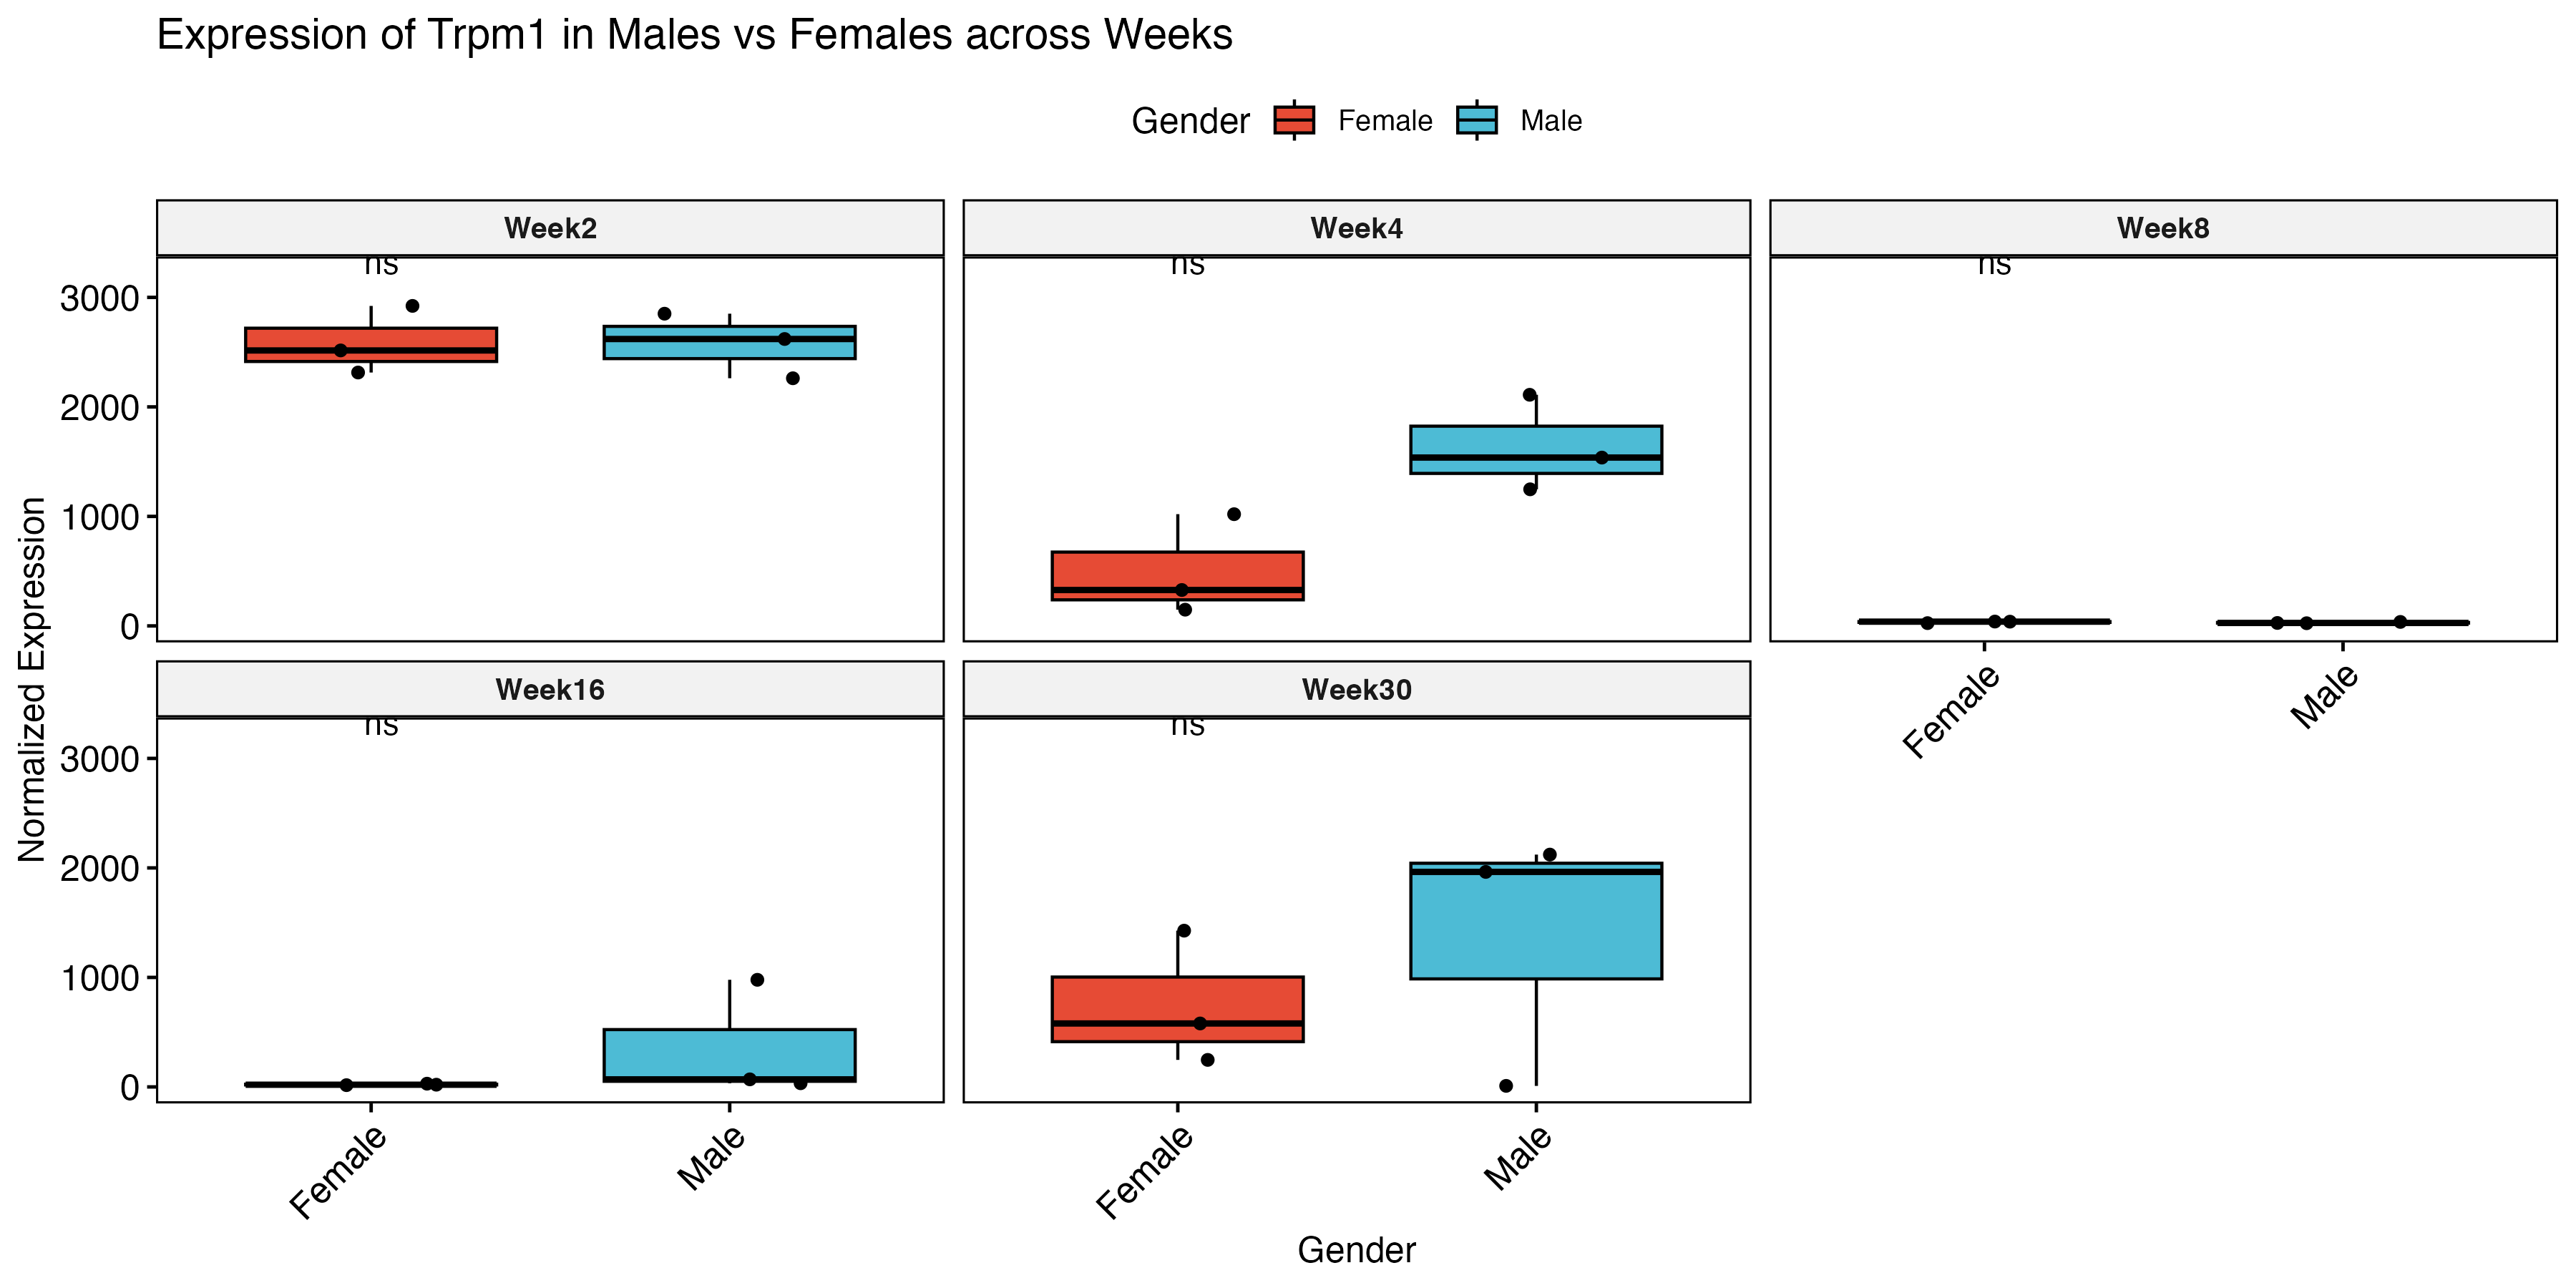 Expression of Trpm1 in Males vs Females across Weeks
Gender Female Male
Week2 Week4 Week8
ns ns ns
3000
2000
1000
0
Normalized Expression
Female Male
Week16 Week30
ns ns
3000
2000
1000
0
Female Male Female Male
Gender